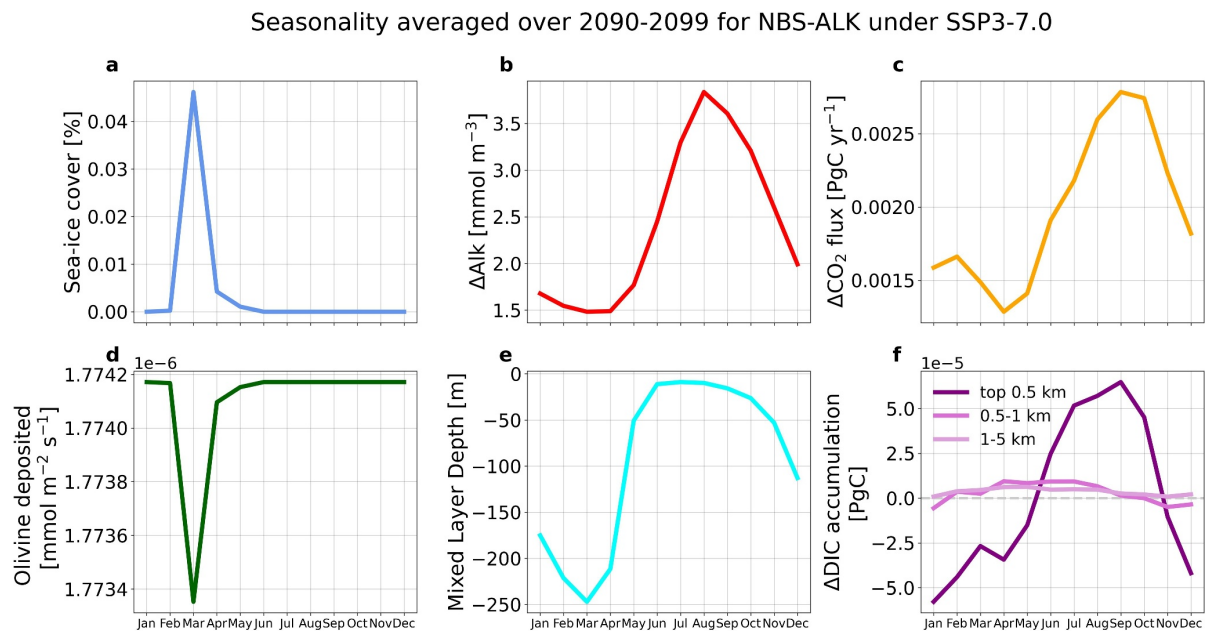 Seasonality averaged over 2090-2099 for NBS-ALK under SSP3-7.0
a
Sea-ice cover [%]
0.04
0.03
0.02
0.01
0.00
b
ΔAlk [mmol m⁻³]
3.5
3.0
2.5
2.0
1.5
c
ΔCO₂ flux [PgC yr⁻¹]
0.0025
0.0020
0.0015
d
1e−6
Olivine deposited
[mmol m⁻² s⁻¹]
1.7742
1.7740
1.7738
1.7736
1.7734
Jan Feb Mar Apr May Jun Jul Aug Sep Oct Nov Dec
e
Mixed Layer Depth [m]
0
−50
−100
−150
−200
−250
Jan Feb Mar Apr May Jun Jul Aug Sep Oct Nov Dec
f
1e−5
ΔDIC accumulation
[PgC]
5.0
2.5
0.0
−2.5
−5.0
top 0.5 km
0.5-1 km
1-5 km
Jan Feb Mar Apr May Jun Jul Aug Sep Oct Nov Dec